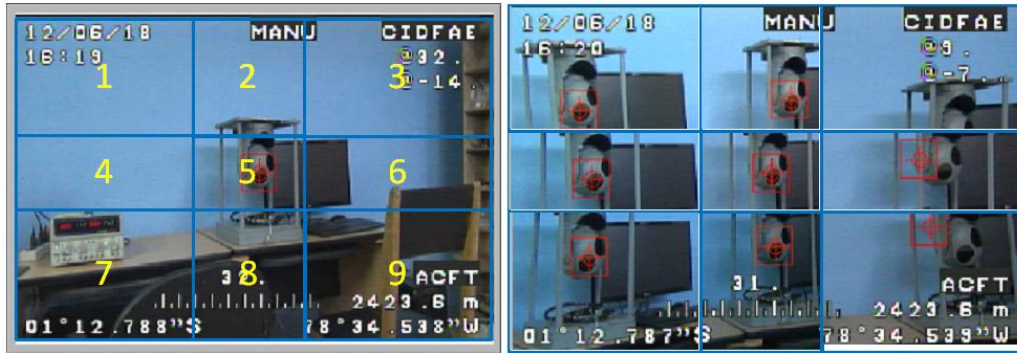 12/06/18 MANU CIDFAE
16:19 @32.
@-14.
1 2 3
4 5 6
7 8 9
32. ACFT
2423.6 m
01°12.788"S 78°34.538"W
12/06/18 MANU CIDFAE
16:20 @9.
@-7..
31. ACFT
2423.6 m
01°12.787"S 78°34.539"W